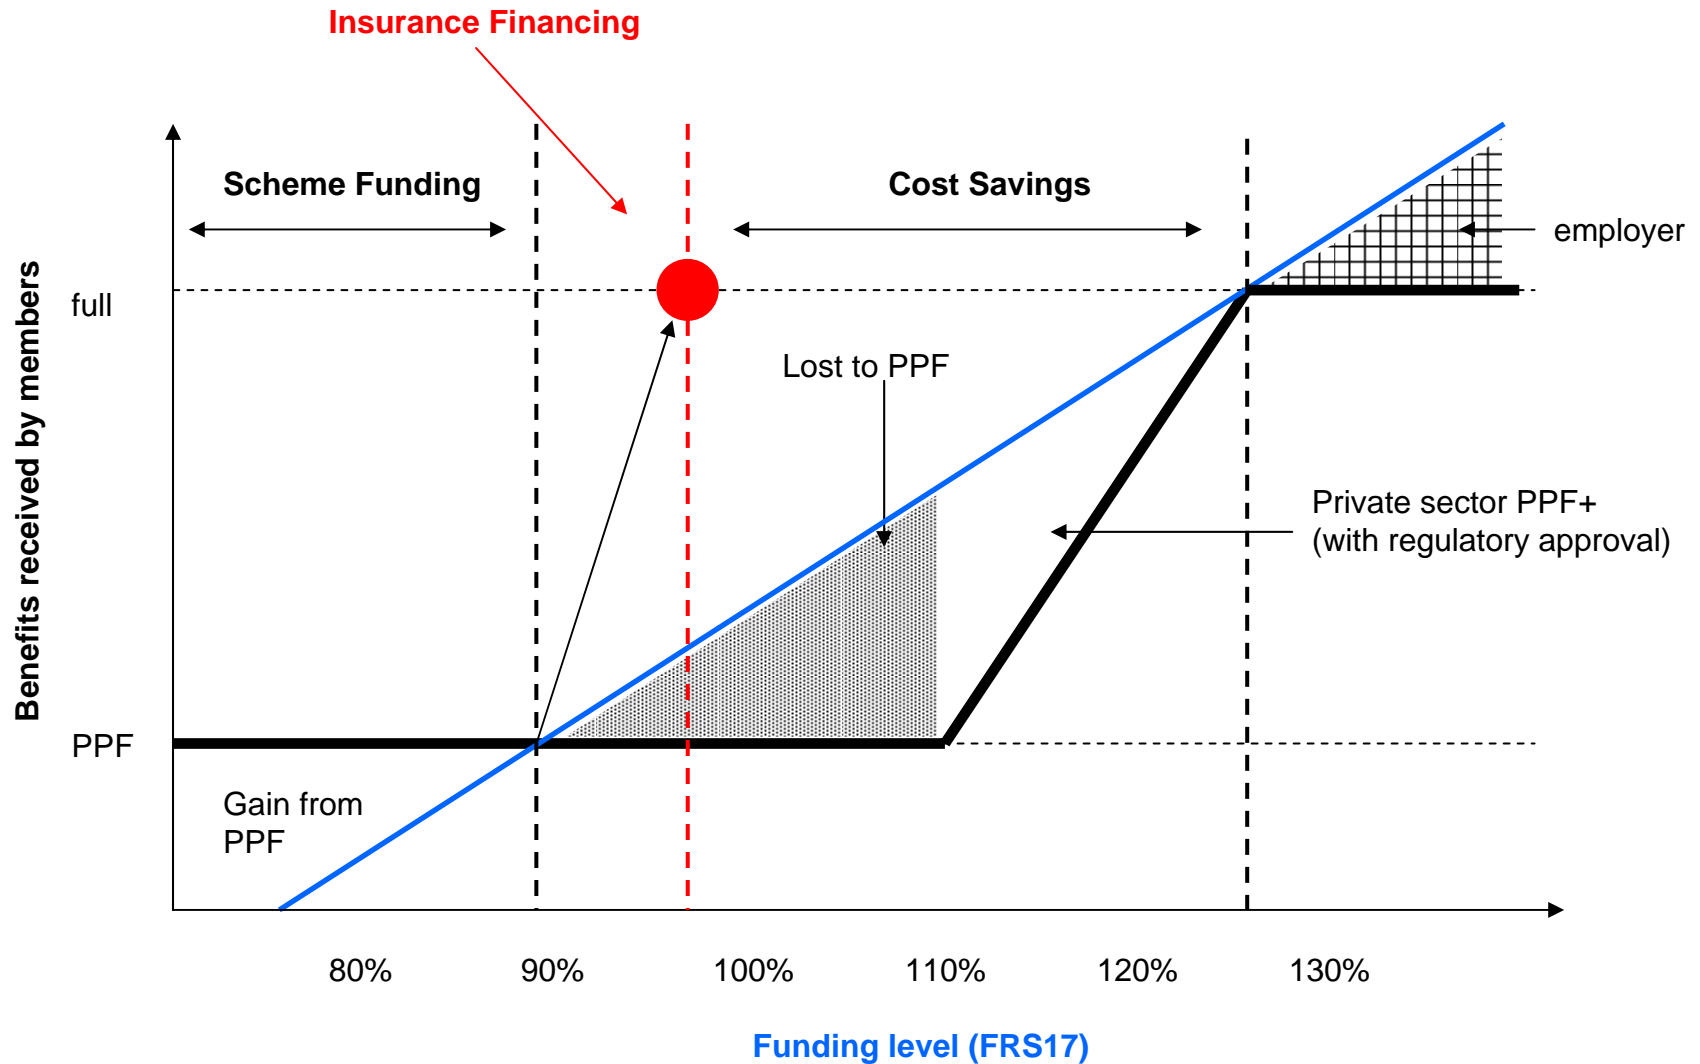 Insurance Financing
Scheme Funding
Cost Savings
employer
full
Lost to PPF
Private sector PPF+
(with regulatory approval)
Benefits received by members
PPF
Gain from
PPF
80%
90%
100%
110%
120%
130%
Funding level (FRS17)